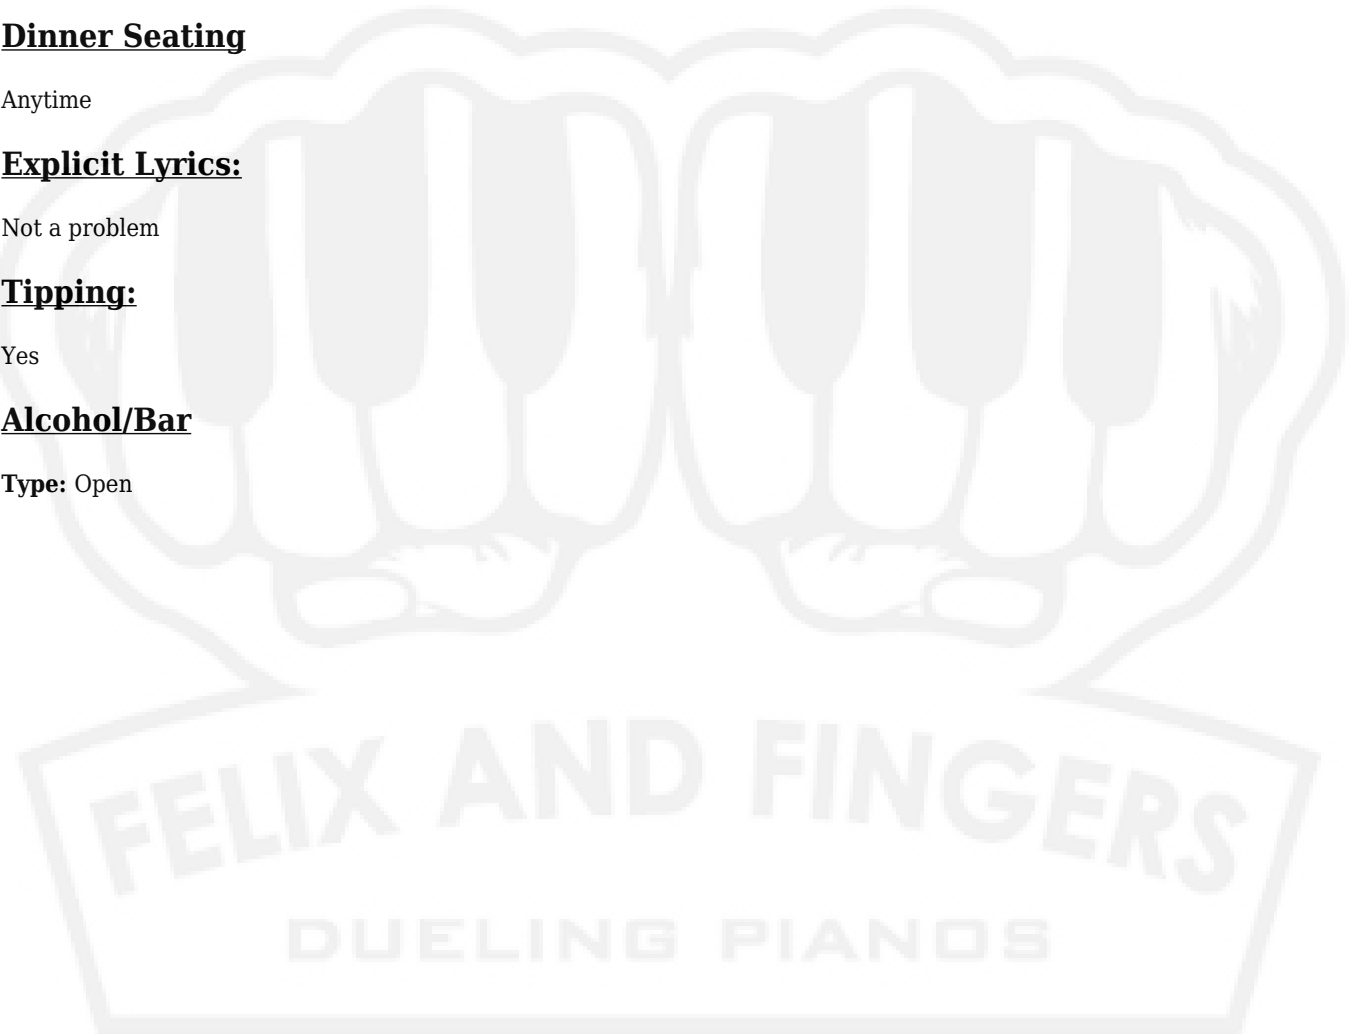 Dinner Seating
Anytime
Explicit Lyrics:
Not a problem
Tipping:
Yes
Alcohol/Bar
Type: Open
FELIX AND FINGERS
DUELING PIANOS